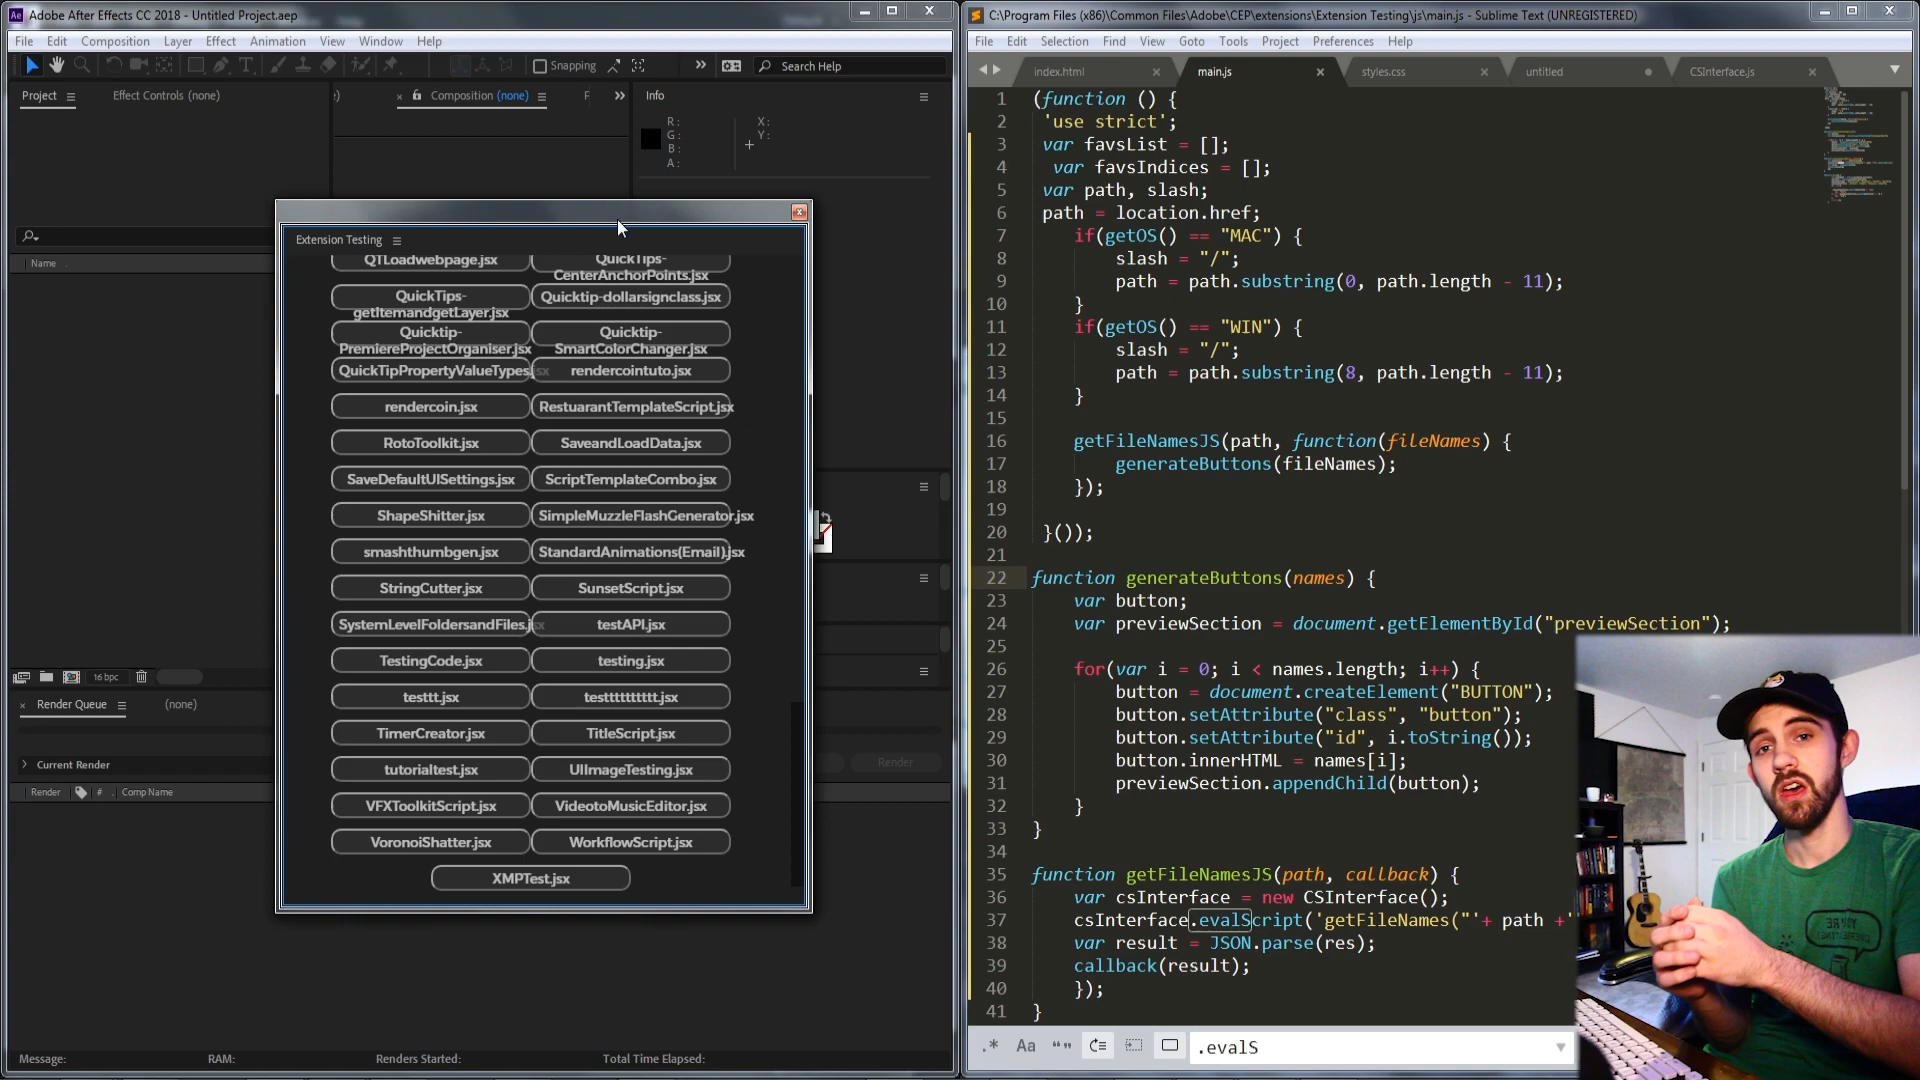 Adobe After Effects CC 2018 - Untitled Project.aep
File Edit Composition Layer Effect Animation View Window Help
Snapping
Search Help
Project
Effect Controls (none)
Composition (none)
Info
R:
G:
B:
A:
X:
Y:
Name
Extension Testing
QTLoadwebpage.jsx
QuickTips-
CenterAnchorPoints.jsx
QuickTips-
getItemandgetLayer.jsx
Quicktip-dollarsignclass.jsx
Quicktip-
PremiereProjectOrganiser.jsx
Quicktip-
SmartColorChanger.jsx
QuickTipPropertyValueTypes.jsx
rendercointuto.jsx
rendercoin.jsx
RestuarantTemplateScript.jsx
RotoToolkit.jsx
SaveandLoadData.jsx
SaveDefaultUISettings.jsx
ScriptTemplateCombo.jsx
ShapeShitter.jsx
SimpleMuzzleFlashGenerator.jsx
smashthumbgen.jsx
StandardAnimations(Email).jsx
StringCutter.jsx
SunsetScript.jsx
SystemLevelFoldersandFiles.jsx
testAPI.jsx
TestingCode.jsx
testing.jsx
testtt.jsx
testttttttttt.jsx
TimerCreator.jsx
TitleScript.jsx
tutorialtest.jsx
UIImageTesting.jsx
VFXToolkitScript.jsx
VideotoMusicEditor.jsx
VoronoiShatter.jsx
WorkflowScript.jsx
XMPTest.jsx
16 bpc
Render Queue
(none)
Current Render
Render
Render # Comp Name
Message: RAM: Renders Started: Total Time Elapsed:
C:\Program Files (x86)\Common Files\Adobe\CEP\extensions\Extension Testing\js\main.js - Sublime Text (UNREGISTERED)
File Edit Selection Find View Goto Tools Project Preferences Help
index.html
main.js
styles.css
untitled
CSInterface.js
1 (function () {
2 'use strict';
3 var favsList = [];
4 var favsIndices = [];
5 var path, slash;
6 path = location.href;
7 if(getOS() == "MAC") {
8 slash = "/";
9 path = path.substring(0, path.length - 11);
10 }
11 if(getOS() == "WIN") {
12 slash = "/";
13 path = path.substring(8, path.length - 11);
14 }
15
16 getFileNamesJS(path, function(fileNames) {
17 generateButtons(fileNames);
18 });
19
20 }());
21
22 function generateButtons(names) {
23 var button;
24 var previewSection = document.getElementById("previewSection");
25
26 for(var i = 0; i < names.length; i++) {
27 button = document.createElement("BUTTON");
28 button.setAttribute("class", "button");
29 button.setAttribute("id", i.toString());
30 button.innerHTML = names[i];
31 previewSection.appendChild(button);
32 }
33 }
34
35 function getFileNamesJS(path, callback) {
36 var csInterface = new CSInterface();
37 csInterface.evalScript('getFileNames("'+ path +'
38 var result = JSON.parse(res);
39 callback(result);
40 });
41 }
.* Aa “” .evalS